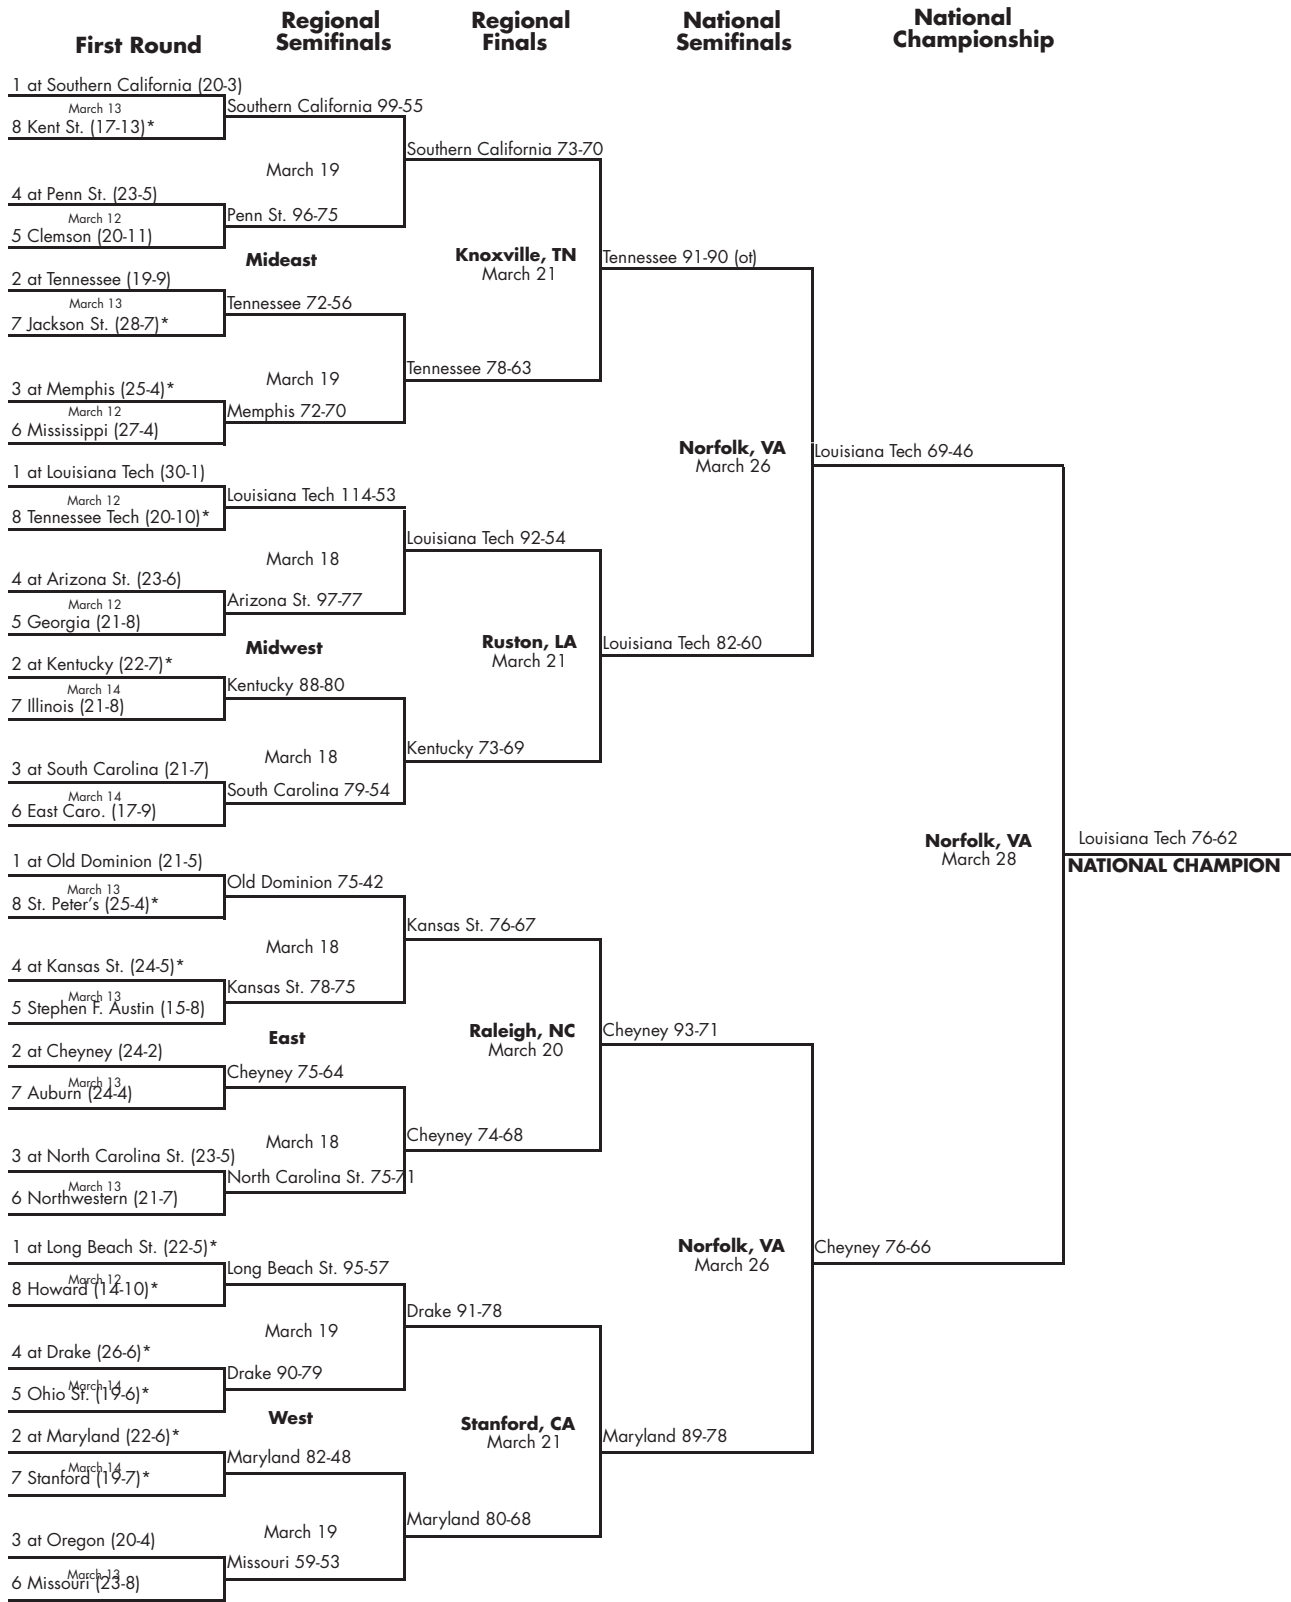 First Round
Regional
Semifinals
Regional
Finals
National
Semifinals
National
Championship
1 at Southern California (20-3)
March 13
8 Kent St. (17-13)*
Southern California 99-55
March 19
Southern California 73-70
4 at Penn St. (23-5)
March 12
5 Clemson (20-11)
Penn St. 96-75
Mideast
Knoxville, TN
March 21
Tennessee 91-90 (ot)
2 at Tennessee (19-9)
March 13
7 Jackson St. (28-7)*
Tennessee 72-56
March 19
Tennessee 78-63
3 at Memphis (25-4)*
March 12
6 Mississippi (27-4)
Memphis 72-70
Norfolk, VA
March 26
Louisiana Tech 69-46
1 at Louisiana Tech (30-1)
March 12
8 Tennessee Tech (20-10)*
Louisiana Tech 114-53
March 18
Louisiana Tech 92-54
4 at Arizona St. (23-6)
March 12
5 Georgia (21-8)
Arizona St. 97-77
Midwest
Ruston, LA
March 21
Louisiana Tech 82-60
2 at Kentucky (22-7)*
March 14
7 Illinois (21-8)
Kentucky 88-80
March 18
Kentucky 73-69
3 at South Carolina (21-7)
March 14
6 East Caro. (17-9)
South Carolina 79-54
Norfolk, VA
March 28
Louisiana Tech 76-62
NATIONAL CHAMPION
1 at Old Dominion (21-5)
March 13
8 St. Peter's (25-4)*
Old Dominion 75-42
March 18
Kansas St. 76-67
4 at Kansas St. (24-5)*
March 13
5 Stephen F. Austin (15-8)
Kansas St. 78-75
East
Raleigh, NC
March 20
Cheyney 93-71
2 at Cheyney (24-2)
March 13
7 Auburn (24-4)
Cheyney 75-64
March 18
Cheyney 74-68
3 at North Carolina St. (23-5)
March 13
6 Northwestern (21-7)
North Carolina St. 75-71
Norfolk, VA
March 26
Cheyney 76-66
1 at Long Beach St. (22-5)*
March 12
8 Howard (14-10)*
Long Beach St. 95-57
March 19
Drake 91-78
4 at Drake (26-6)*
March 14
5 Ohio St. (19-6)*
Drake 90-79
West
Stanford, CA
March 21
Maryland 89-78
2 at Maryland (22-6)*
March 14
7 Stanford (19-7)*
Maryland 82-48
March 19
Maryland 80-68
3 at Oregon (20-4)
March 13
6 Missouri (23-8)
Missouri 59-53